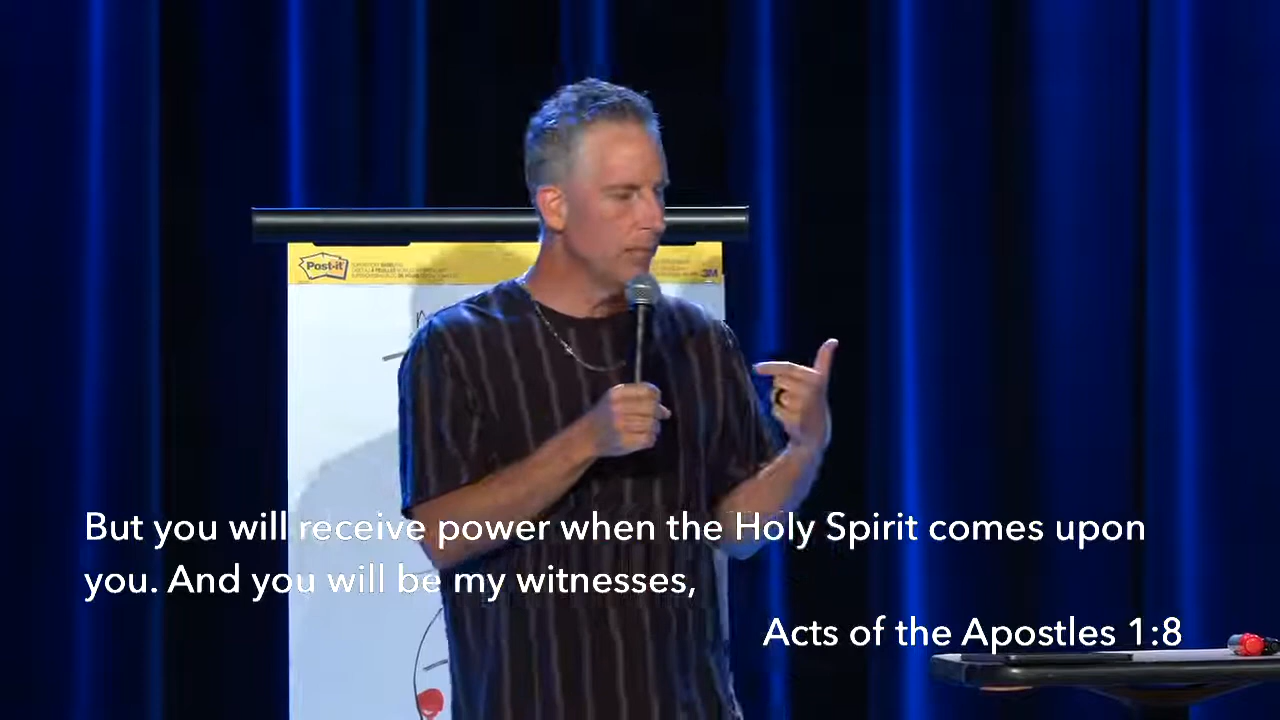 Post-it
3M
But you will receive power when the Holy Spirit comes upon
you. And you will be my witnesses,
Acts of the Apostles 1:8